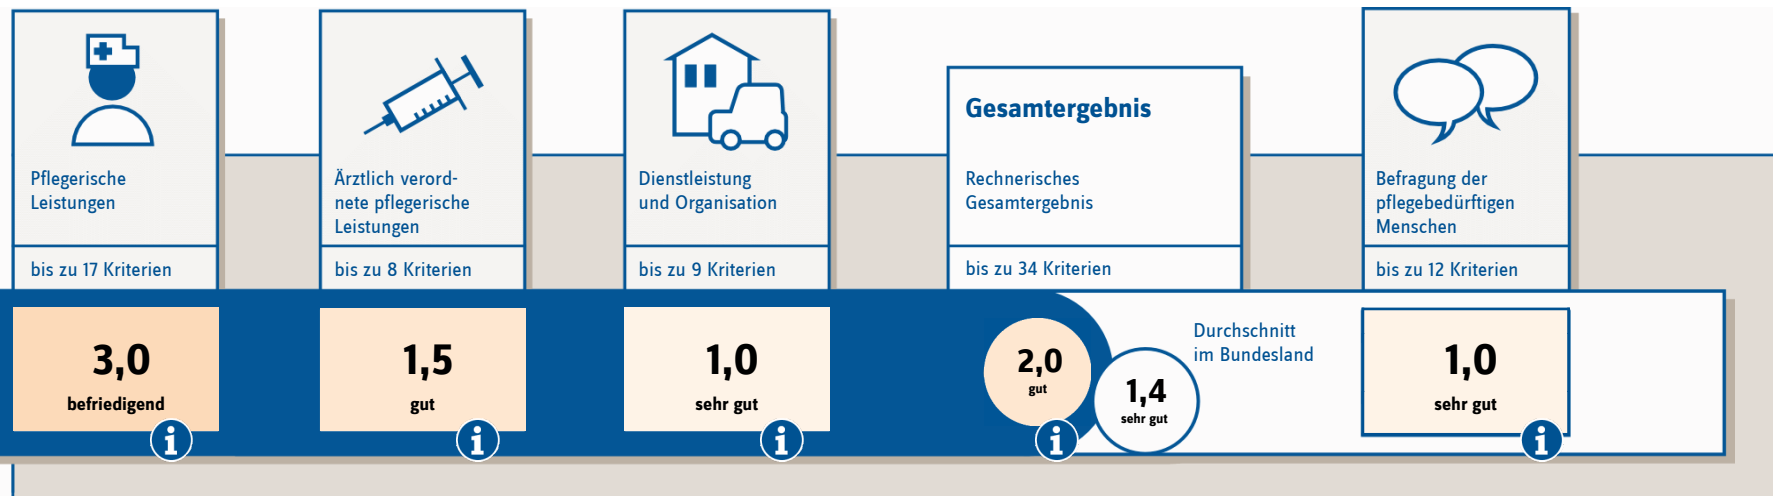 Pflegerische
Leistungen
bis zu 17 Kriterien
3,0
befriedigend
i
Ärztlich verord-
nete pflegerische
Leistungen
bis zu 8 Kriterien
1,5
gut
i
Dienstleistung
und Organisation
bis zu 9 Kriterien
1,0
sehr gut
i
Gesamtergebnis
Rechnerisches
Gesamtergebnis
bis zu 34 Kriterien
2,0
gut
i
1,4
sehr gut
Durchschnitt
im Bundesland
Befragung der
pflegebedürftigen
Menschen
bis zu 12 Kriterien
1,0
sehr gut
i